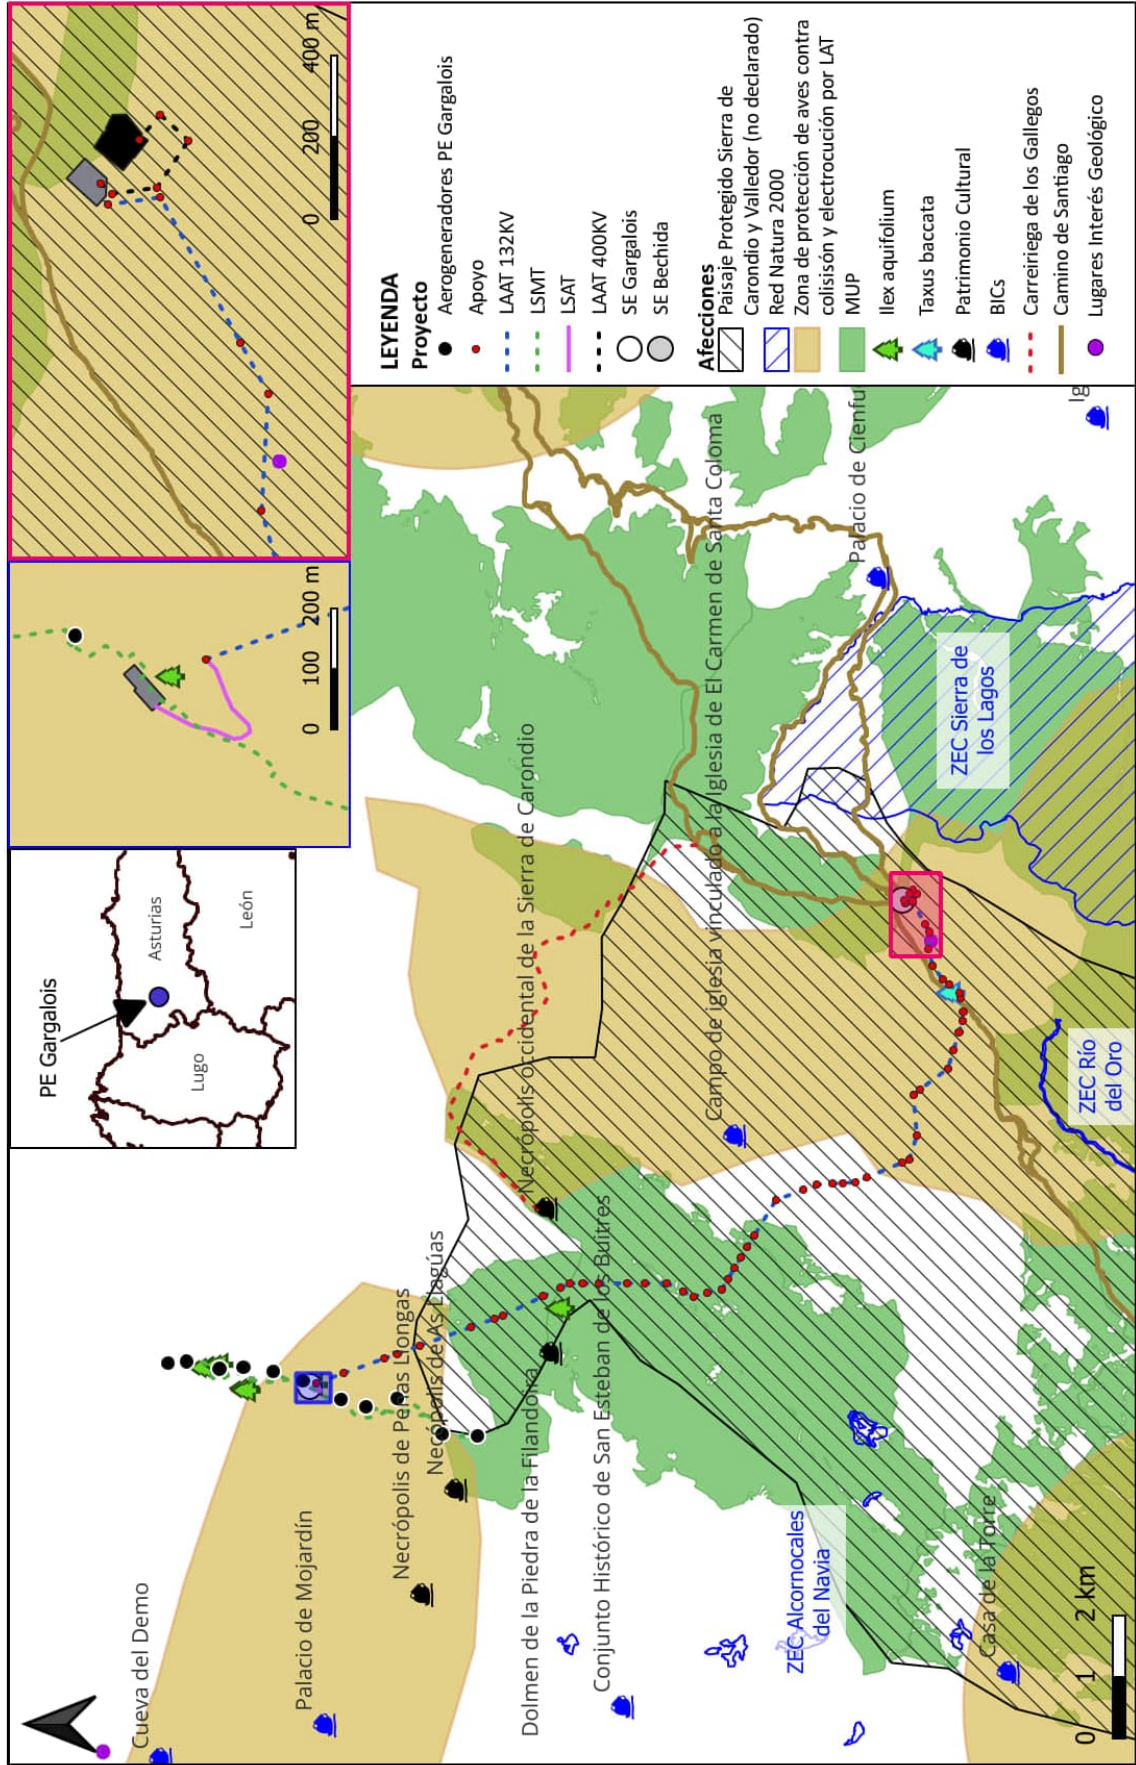 Cueva del Demo
Palacio de Mojardín
Necrópolis de Penas Llongas
Necrópolis de As Llagúas
Dolmen de la Piedra de la Filandoira
Conjunto Histórico de San Esteban de los Buitres
Necrópolis occidental de la Sierra de Carondio
Campo de iglesia vinculado a la Iglesia de El Carmen de Santa Coloma
Palacio de Cienfu
Ig
Casa de la Torre
ZEC Alcornocales
del Navia
ZEC Río
del Oro
ZEC Sierra de
los Lagos
0 1 2 km
PE Gargalois
Asturias
Lugo
León
0 100 200 m
0 200 400 m
LEYENDA
Proyecto
Aerogeneradores PE Gargalois
Apoyo
LAAT 132KV
LSMT
LSAT
LAAT 400KV
SE Gargalois
SE Bechida
Afecciones
Paisaje Protegido Sierra de
Carondio y Valledor (no declarado)
Red Natura 2000
Zona de protección de aves contra
colisisón y electrocución por LAT
MUP
Ilex aquifolium
Taxus baccata
Patrimonio Cultural
BICs
Carreiriega de los Gallegos
Camino de Santiago
Lugares Interés Geológico